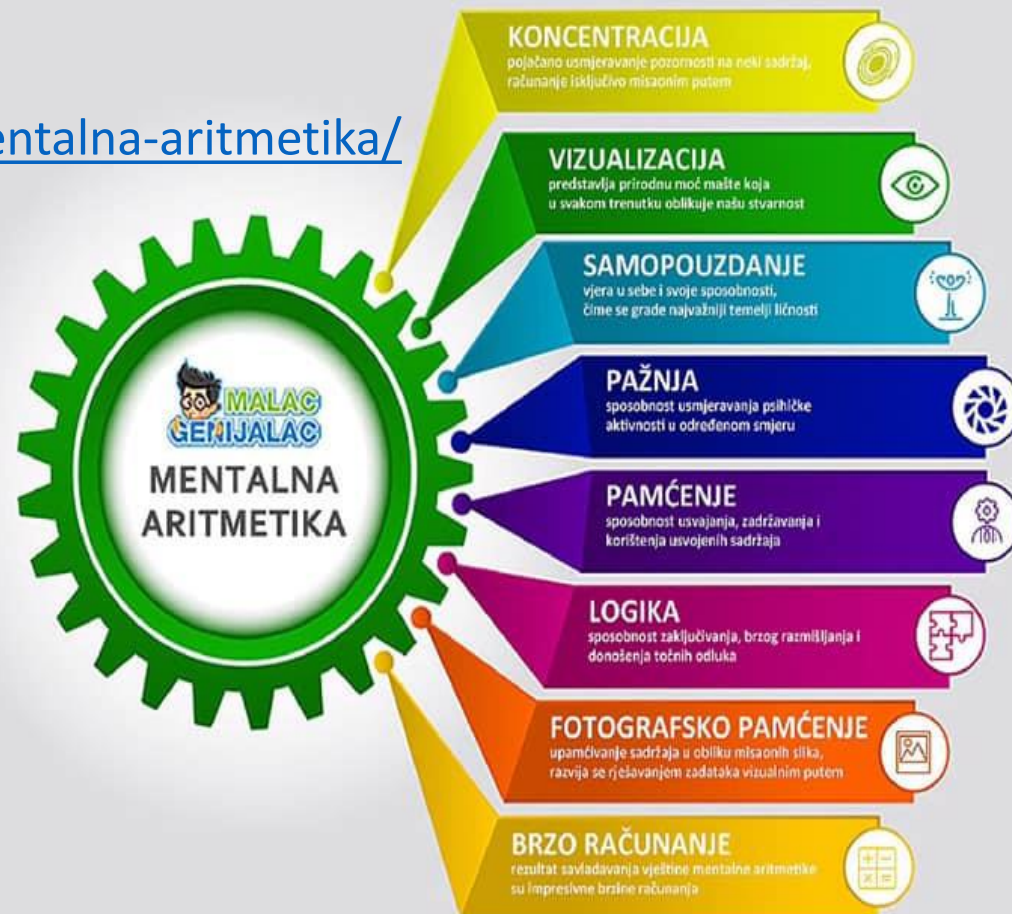 entalna-aritmetika/
MALAC
GENIJALAC
MENTALNA
ARITMETIKA
KONCENTRACIJA
pojačano usmjeravanje pozornosti na neki sadržaj,
računanje isključivo misaonim putem
VIZUALIZACIJA
predstavlja prirodnu moć mašte koja
u svakom trenutku oblikuje našu stvarnost
SAMOPOUZDANJE
vjera u sebe i svoje sposobnosti,
čime se grade najvažniji temelji ličnosti
PAŽNJA
sposobnost usmjeravanja psihičke
aktivnosti u određenom smjeru
PAMĆENJE
sposobnost usvajanja, zadržavanja i
korištenja usvojenih sadržaja
LOGIKA
sposobnost zaključivanja, brzog razmišljanja i
donošenja točnih odluka
FOTOGRAFSKO PAMĆENJE
upamćivanje sadržaja u obliku misaonih slika,
razvija se rješavanjem zadataka vizualnim putem
BRZO RAČUNANJE
rezultat savladavanja vještine mentalne aritmetike
su impresivne brzine računanja